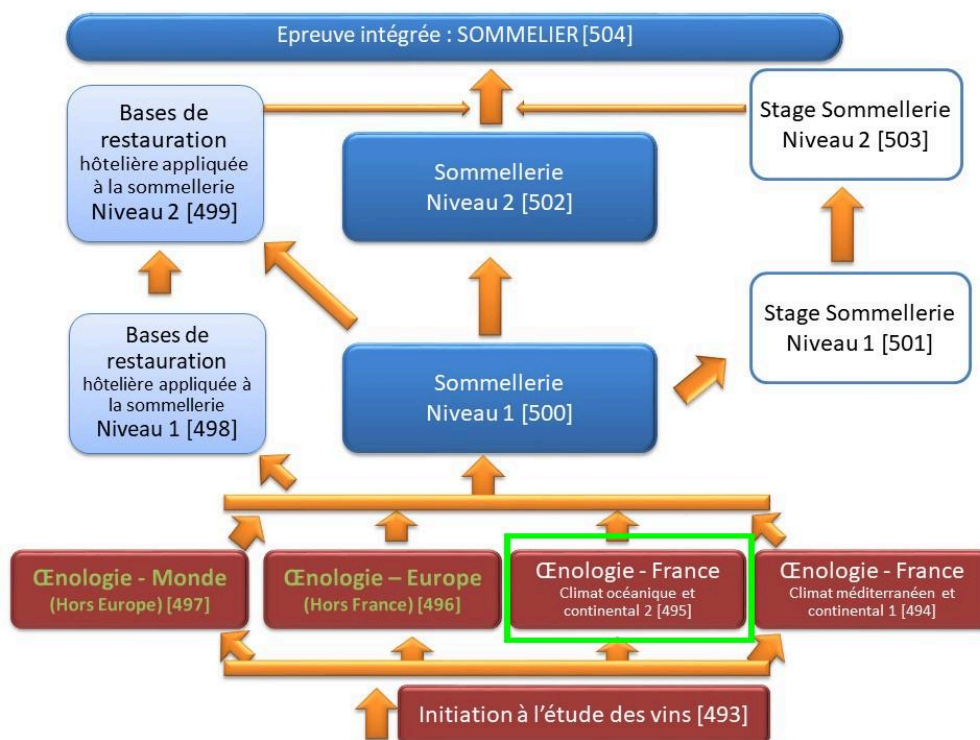 Epreuve intégrée : SOMMELIER [504]
Bases de
restauration
hôtelière appliquée
à la sommellerie
Niveau 2 [499]
Sommellerie
Niveau 2 [502]
Stage Sommellerie
Niveau 2 [503]
Bases de
restauration
hôtelière appliquée à
la sommellerie
Niveau 1 [498]
Sommellerie
Niveau 1 [500]
Stage Sommellerie
Niveau 1 [501]
Œnologie - Monde
(Hors Europe) [497]
Œnologie – Europe
(Hors France) [496]
Œnologie - France
Climat océanique et
continental 2 [495]
Œnologie - France
Climat méditerranéen et
continental 1 [494]
Initiation à l’étude des vins [493]